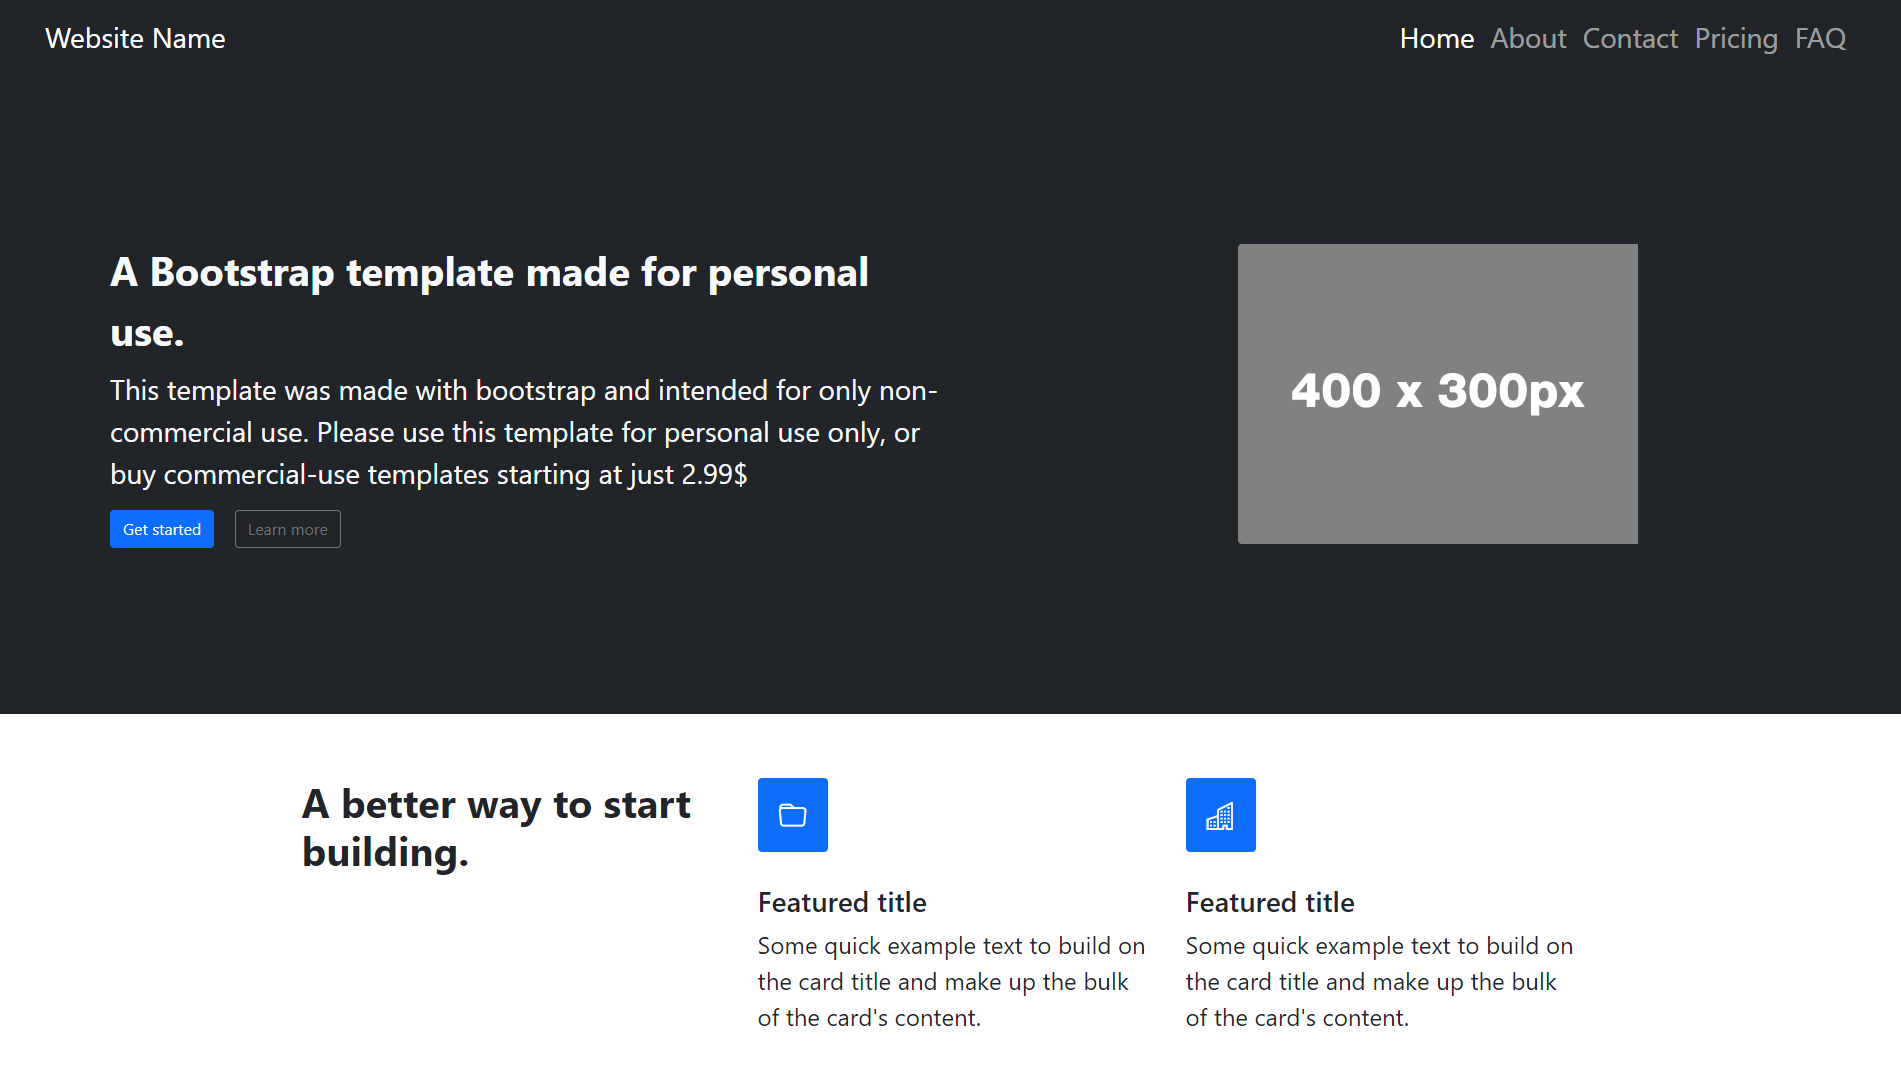 Website Name
Home About Contact Pricing FAQ
A Bootstrap template made for personal
use.
This template was made with bootstrap and intended for only non-
commercial use. Please use this template for personal use only, or
buy commercial-use templates starting at just 2.99$
Get started
Learn more
400 x 300px
A better way to start
building.
Featured title
Some quick example text to build on
the card title and make up the bulk
of the card's content.
Featured title
Some quick example text to build on
the card title and make up the bulk
of the card's content.